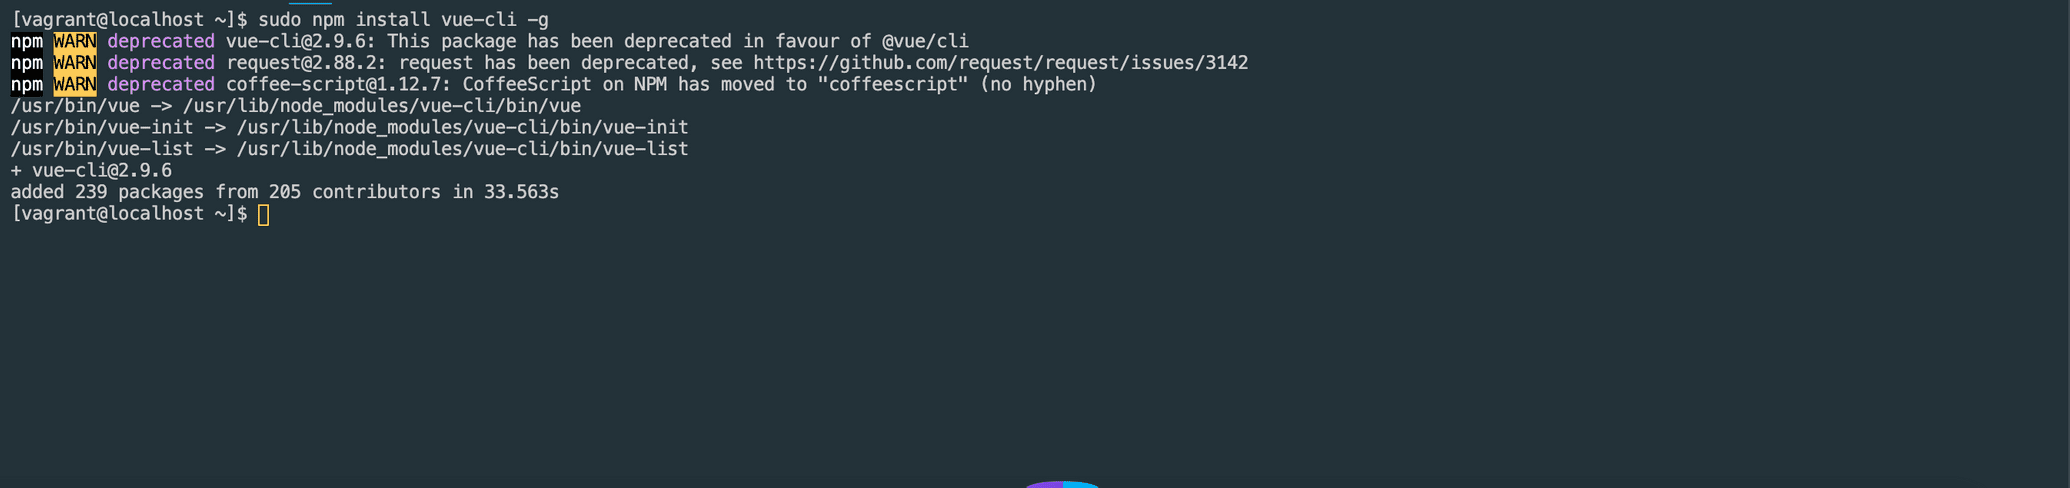 [vagrant@localhost ~]$ sudo npm install vue-cli -g
npm WARN deprecated vue-cli@2.9.6: This package has been deprecated in favour of @vue/cli
npm WARN deprecated request@2.88.2: request has been deprecated, see https://github.com/request/request/issues/3142
npm WARN deprecated coffee-script@1.12.7: CoffeeScript on NPM has moved to "coffeescript" (no hyphen)
/usr/bin/vue -> /usr/lib/node_modules/vue-cli/bin/vue
/usr/bin/vue-init -> /usr/lib/node_modules/vue-cli/bin/vue-init
/usr/bin/vue-list -> /usr/lib/node_modules/vue-cli/bin/vue-list
+ vue-cli@2.9.6
added 239 packages from 205 contributors in 33.563s
[vagrant@localhost ~]$